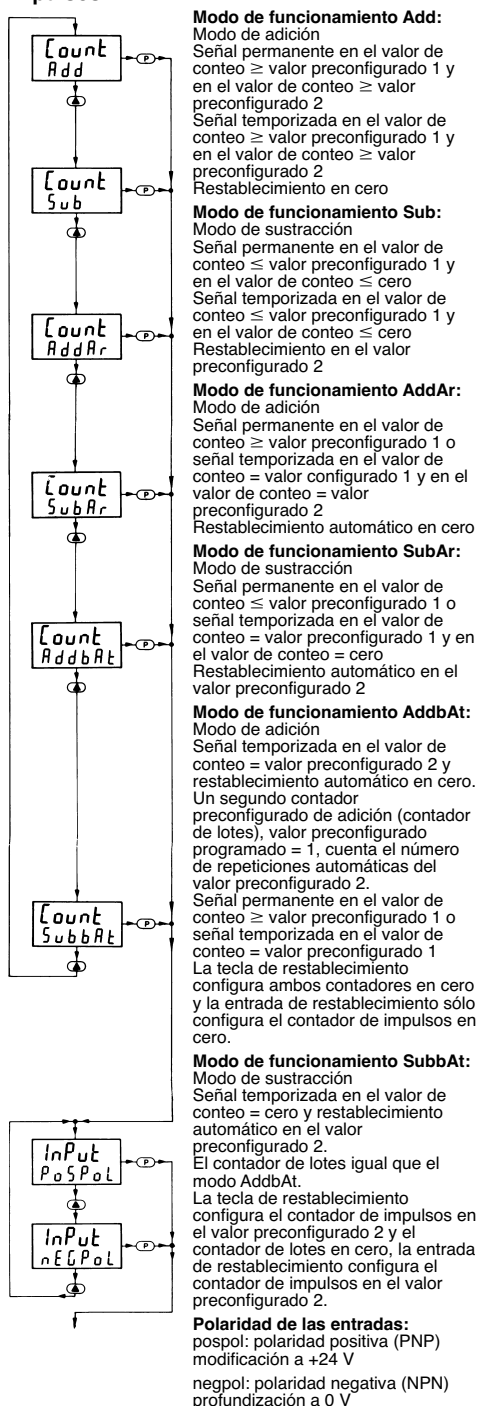 Count
Add
P
Count
Sub
P
Count
AddAr
P
Count
SubAr
P
Count
AddbAt
P
Count
SubbAt
P
InPut
PoSPoL
P
InPut
nEGPoL
P
Modo de funcionamiento Add:
Modo de adición
Señal permanente en el valor de
conteo ≥ valor preconfigurado 1 y
en el valor de conteo ≥ valor
preconfigurado 2
Señal temporizada en el valor de
conteo ≥ valor preconfigurado 1 y
en el valor de conteo ≥ valor
preconfigurado 2
Restablecimiento en cero
Modo de funcionamiento Sub:
Modo de sustracción
Señal permanente en el valor de
conteo ≤ valor preconfigurado 1 y
en el valor de conteo ≤ cero
Señal temporizada en el valor de
conteo ≤ valor preconfigurado 1 y
en el valor de conteo ≤ cero
Restablecimiento en el valor
preconfigurado 2
Modo de funcionamiento AddAr:
Modo de adición
Señal permanente en el valor de
conteo ≥ valor preconfigurado 1 o
señal temporizada en el valor de
conteo = valor configurado 1 y en el
valor de conteo = valor
preconfigurado 2
Restablecimiento automático en cero
Modo de funcionamiento SubAr:
Modo de sustracción
Señal permanente en el valor de
conteo ≤ valor preconfigurado 1 o
señal temporizada en el valor de
conteo = valor preconfigurado 1 y en
el valor de conteo = cero
Restablecimiento automático en el
valor preconfigurado 2
Modo de funcionamiento AddbAt:
Modo de adición
Señal temporizada en el valor de
conteo = valor preconfigurado 2 y
restablecimiento automático en cero.
Un segundo contador
preconfigurado de adición (contador
de lotes), valor preconfigurado
programado = 1, cuenta el número
de repeticiones automáticas del
valor preconfigurado 2.
Señal permanente en el valor de
conteo ≥ valor preconfigurado 1 o
señal temporizada en el valor de
conteo = valor preconfigurado 1
La tecla de restablecimiento
configura ambos contadores en cero
y la entrada de restablecimiento sólo
configura el contador de impulsos en
cero.
Modo de funcionamiento SubbAt:
Modo de sustracción
Señal temporizada en el valor de
conteo = cero y restablecimiento
automático en el valor
preconfigurado 2.
El contador de lotes igual que el
modo AddbAt.
La tecla de restablecimiento
configura el contador de impulsos en
el valor preconfigurado 2 y el
contador de lotes en cero, la entrada
de restablecimiento configura el
contador de impulsos en el valor
preconfigurado 2.
Polaridad de las entradas:
pospol: polaridad positiva (PNP)
modificación a +24 V
negpol: polaridad negativa (NPN)
profundización a 0 V